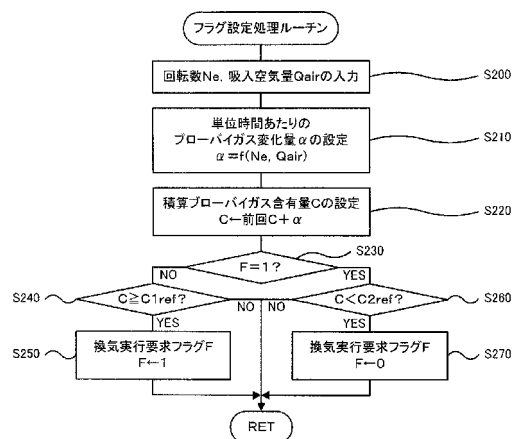 フラグ設定処理ルーチン
回転数Ne，吸入空気量Qairの入力
S200
単位時間あたりの
ブローバイガス変化量αの設定
α＝f(Ne, Qair)
S210
積算ブローバイガス含有量Cの設定
C←前回C＋α
S220
F＝1？
S230
NO
YES
S240
C≧C1ref？
NO
NO
C＜C2ref？
S260
YES
YES
S250
換気実行要求フラグF
F←1
換気実行要求フラグF
F←0
S270
RET